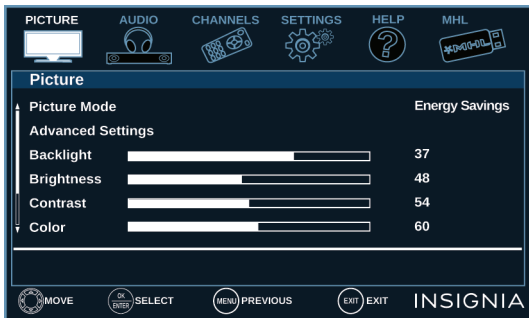 PICTURE AUDIO CHANNELS SETTINGS HELP MHL
MHL
Picture
Picture Mode Energy Savings
Advanced Settings
Backlight 37
Brightness 48
Contrast 54
Color 60
MOVE OK ENTER SELECT MENU PREVIOUS EXIT EXIT INSIGNIA